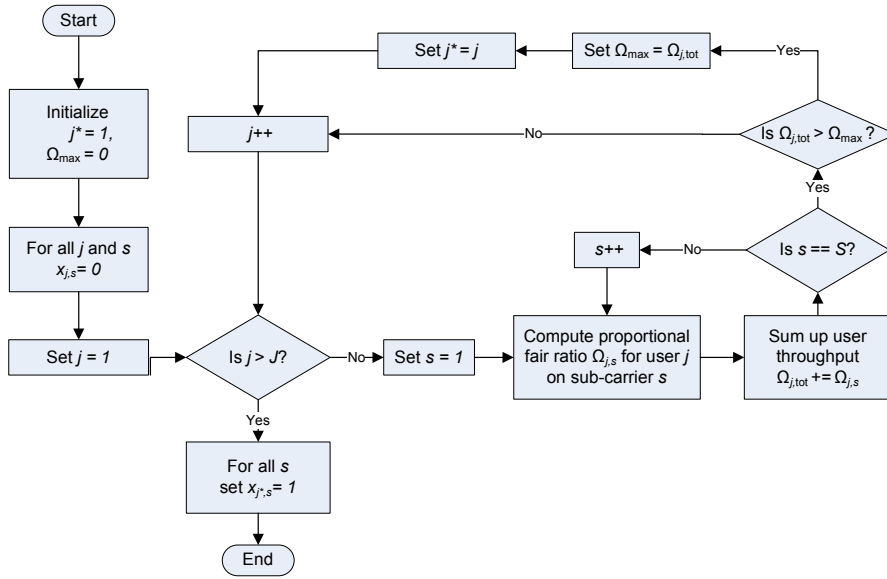 Start
Initialize
j* = 1,
Ωmax = 0
For all j and s
xj,s = 0
Set j = 1
Is j > J?
No
Yes
For all s
set xj*,s = 1
End
Set s = 1
Compute proportional
fair ratio Ωj,s for user j
on sub-carrier s
Sum up user
throughput
Ωj,tot += Ωj,s
Is s == S?
No
s++
Yes
Is Ωj,tot > Ωmax ?
No
j++
Yes
Set Ωmax = Ωj,tot
Set j* = j